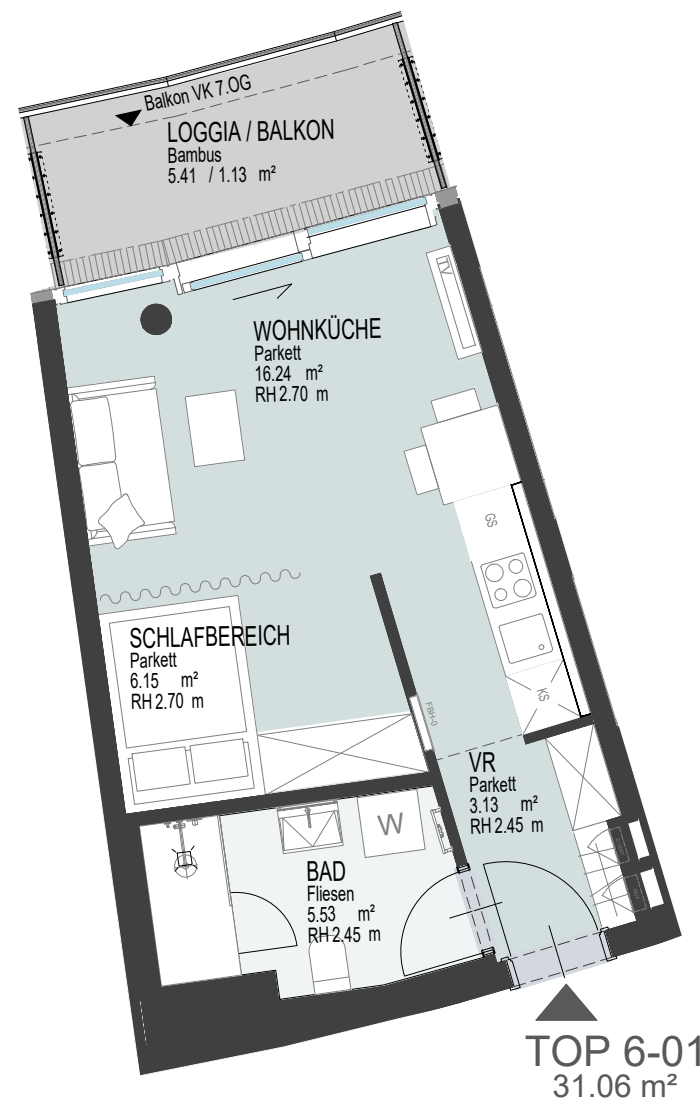 Balkon VK 7.OG
LOGGIA / BALKON
Bambus
5.41 / 1.13 m²
TV
WOHNKÜCHE
Parkett
16.24 m²
RH 2.70 m
GS
SCHLAFBEREICH
Parkett
6.15 m²
RH 2.70 m
KS
FBH-0
VR
Parkett
3.13 m²
RH 2.45 m
W
BAD
Fliesen
5.53 m²
RH 2.45 m
TOP 6-01
31.06 m²